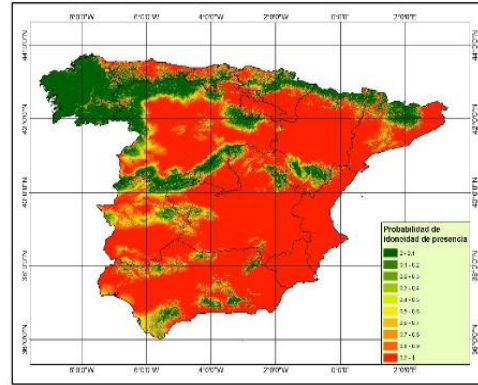 8°0'0"W 6°0'0"W 4°0'0"W 2°0'0"W 0°0'0" 2°0'0"E
44°0'0"N 44°0'0"N
42°0'0"N 42°0'0"N
40°0'0"N 40°0'0"N
38°0'0"N 38°0'0"N
36°0'0"N 36°0'0"N
Probabilidad de
idoneidad de presencia
0 - 0.1
0.1 - 0.2
0.2 - 0.3
0.3 - 0.4
0.4 - 0.5
0.5 - 0.6
0.6 - 0.7
0.7 - 0.8
0.8 - 0.9
0.9 - 1
8°0'0"W 6°0'0"W 4°0'0"W 2°0'0"W 0°0'0" 2°0'0"E